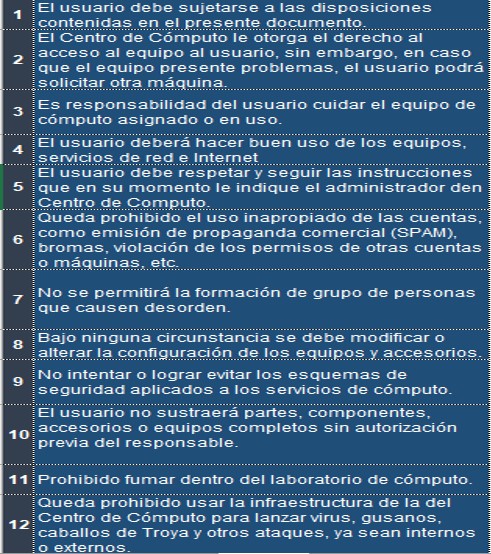 1 El usuario debe sujetarse a las disposiciones
contenidas en el presente documento.
El Centro de Cómputo le otorga el derecho al
2 acceso al equipo al usuario, sin embargo, en caso
que el equipo presente problemas, el usuario podrá
solicitar otra máquina.
3 Es responsabilidad del usuario cuidar el equipo de
cómputo asignado o en uso.
4 El usuario deberá hacer buen uso de los equipos,
servicios de red e Internet
El usuario debe respetar y seguir las instrucciones
5 que en su momento le indique el administrador den
Centro de Computo.
Queda prohibido el uso inapropiado de las cuentas,
6 como emisión de propaganda comercial (SPAM),
bromas, violación de los permisos de otras cuentas
o máquinas, etc.
7 No se permitirá la formación de grupo de personas
que causen desorden.
8 Bajo ninguna circunstancia se debe modificar o
alterar la configuración de los equipos y accesorios.
9 No intentar o lograr evitar los esquemas de
seguridad aplicados a los servicios de cómputo.
El usuario no sustraerá partes, componentes,
10 accesorios o equipos completos sin autorización
previa del responsable.
11 Prohibido fumar dentro del laboratorio de cómputo.
Queda prohibido usar la infraestructura de la del
12 Centro de Cómputo para lanzar virus, gusanos,
caballos de Troya y otros ataques, ya sean internos
o externos.